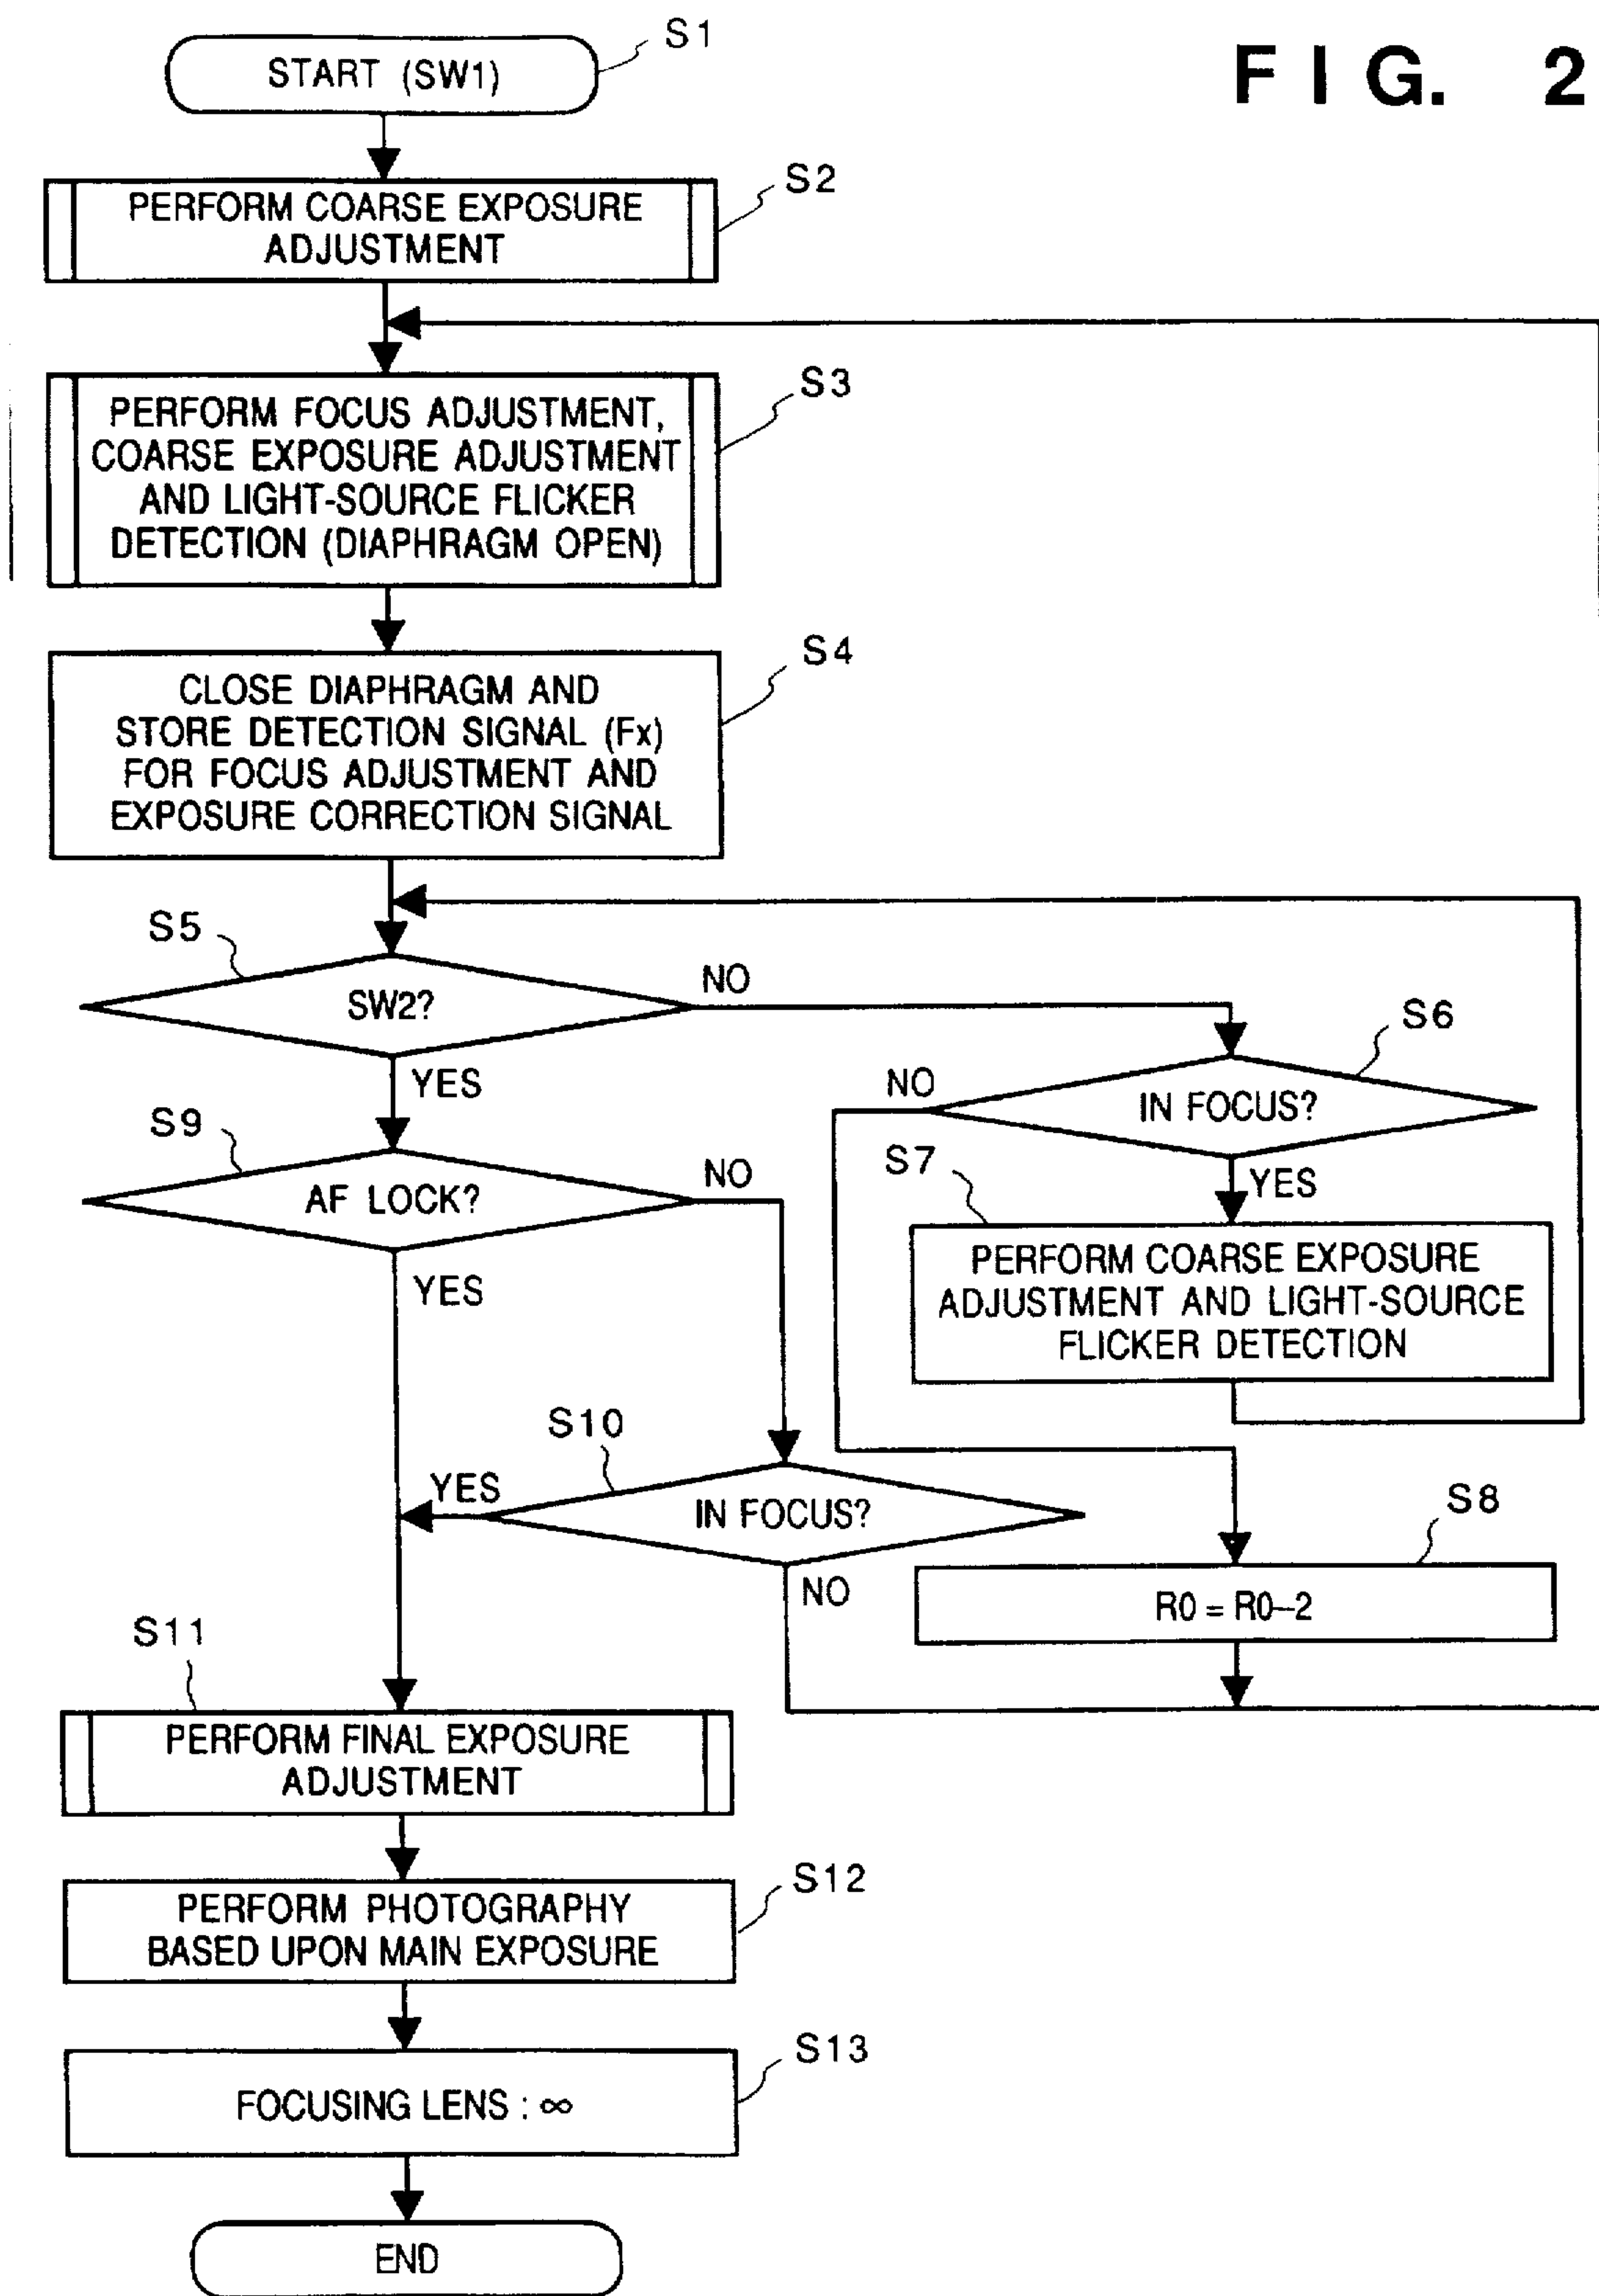 FIG. 2
S1
START (SW1)
S2
PERFORM COARSE EXPOSURE
ADJUSTMENT
S3
PERFORM FOCUS ADJUSTMENT,
COARSE EXPOSURE ADJUSTMENT
AND LIGHT-SOURCE FLICKER
DETECTION (DIAPHRAGM OPEN)
S4
CLOSE DIAPHRAGM AND
STORE DETECTION SIGNAL (Fx)
FOR FOCUS ADJUSTMENT AND
EXPOSURE CORRECTION SIGNAL
S5
SW2?
NO
YES
S6
IN FOCUS?
NO
YES
S7
PERFORM COARSE EXPOSURE
ADJUSTMENT AND LIGHT-SOURCE
FLICKER DETECTION
S9
AF LOCK?
NO
YES
S10
IN FOCUS?
YES
NO
S8
R0 = R0–2
S11
PERFORM FINAL EXPOSURE
ADJUSTMENT
S12
PERFORM PHOTOGRAPHY
BASED UPON MAIN EXPOSURE
S13
FOCUSING LENS : ∞
END